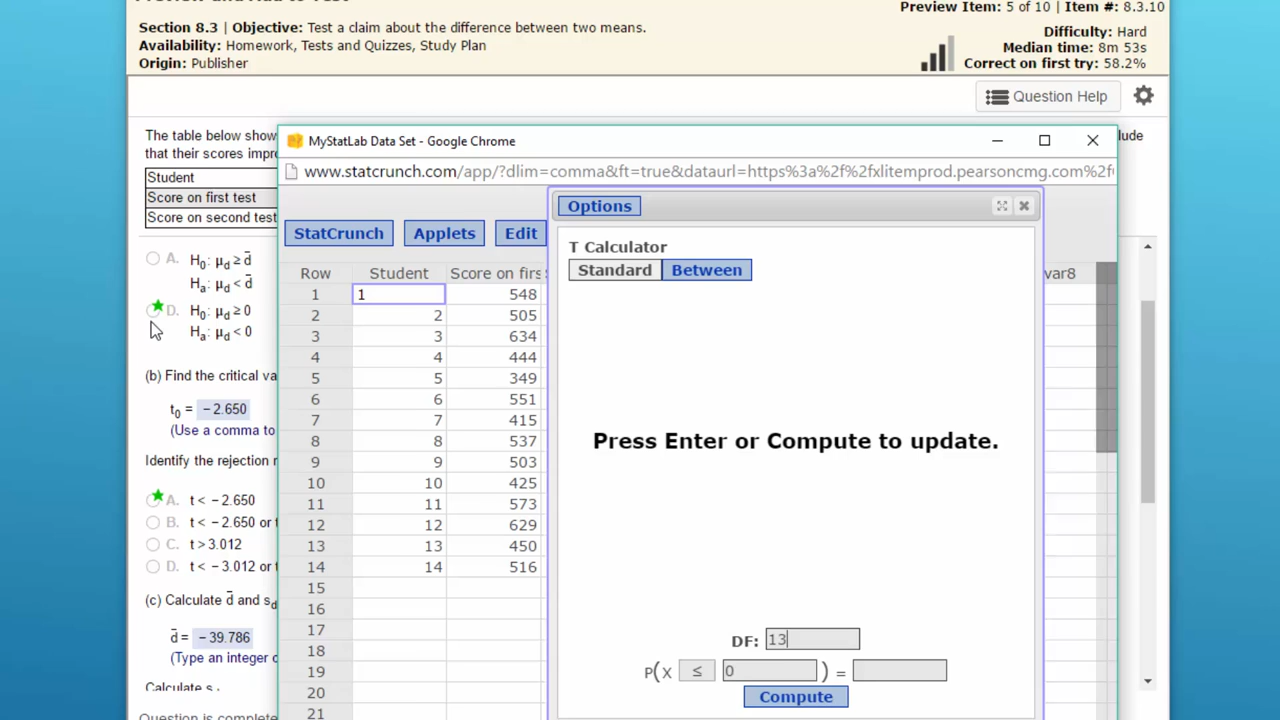 Preview Item: 5 of 10 | Item #: 8.3.10
Section 8.3 | Objective: Test a claim about the difference between two means.
Availability: Homework, Tests and Quizzes, Study Plan
Origin: Publisher
Difficulty: Hard
Median time: 8m 53s
Correct on first try: 58.2%
Question Help
The table below show
that their scores impro
Student
Score on first test
Score on second test
A. H₀: μd ≥ d̄
Hₐ: μd < d̄
D. H₀: μd ≥ 0
Hₐ: μd < 0
(b) Find the critical va
t₀ = − 2.650
(Use a comma to
Identify the rejection r
A. t < − 2.650
B. t < − 2.650 or t
C. t > 3.012
D. t < − 3.012 or t
(c) Calculate d̄ and sd
d̄ = − 39.786
(Type an integer o
Question is complete
MyStatLab Data Set - Google Chrome
www.statcrunch.com/app/?dlim=comma&ft=true&dataurl=https%3a%2f%2fxlitemprod.pearsoncmg.com%2f
StatCrunch Applets Edit
Row Student Score on firs var8
1 1 548
2 2 505
3 3 634
4 4 444
5 5 349
6 6 551
7 7 415
8 8 537
9 9 503
10 10 425
11 11 573
12 12 629
13 13 450
14 14 516
15
16
17
18
19
20
21
Options
T Calculator
Standard Between
Press Enter or Compute to update.
DF: 13
P(X ≤ 0 ) =
Compute